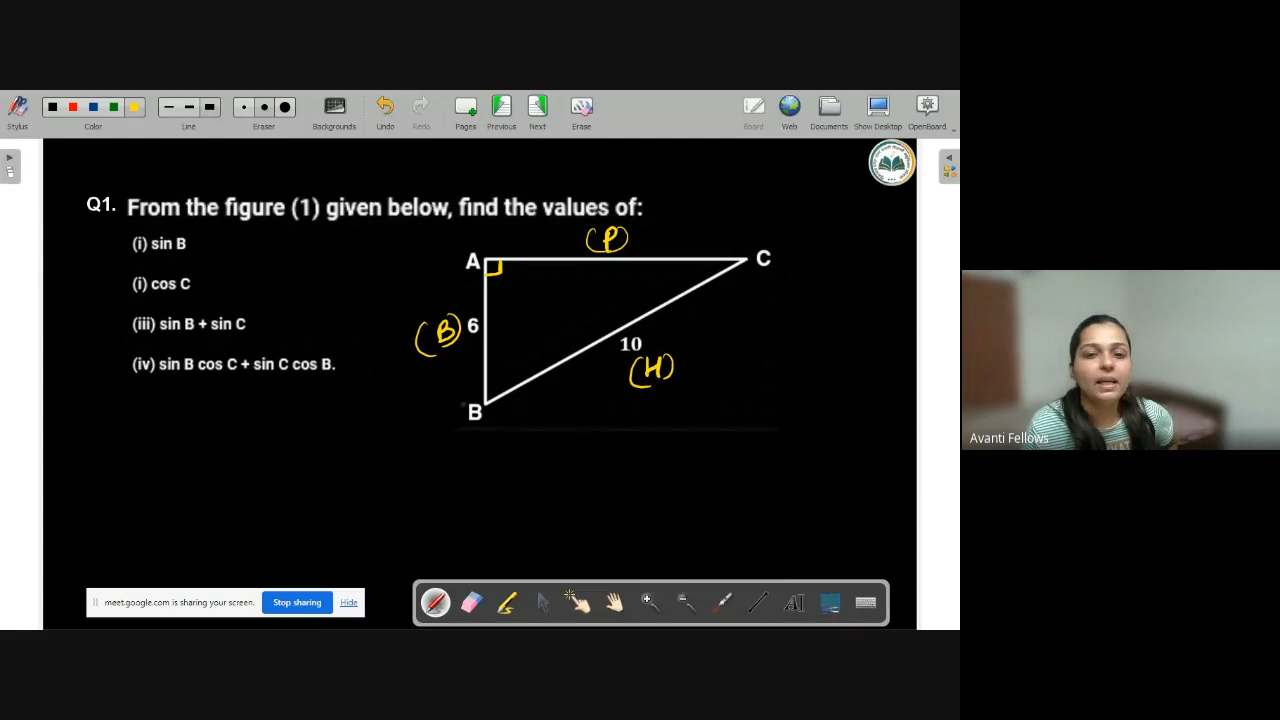 Stylus
Color
Line
Eraser
Backgrounds
Undo
Redo
Pages
Previous
Next
Erase
Board
Web
Documents
Show Desktop
OpenBoard
Q1. From the figure (1) given below, find the values of:
(i) sin B
(i) cos C
(iii) sin B + sin C
(iv) sin B cos C + sin C cos B.
(P)
A
C
(B) 6
10
(H)
B
Avanti Fellows
meet.google.com is sharing your screen. Stop sharing Hide
AI